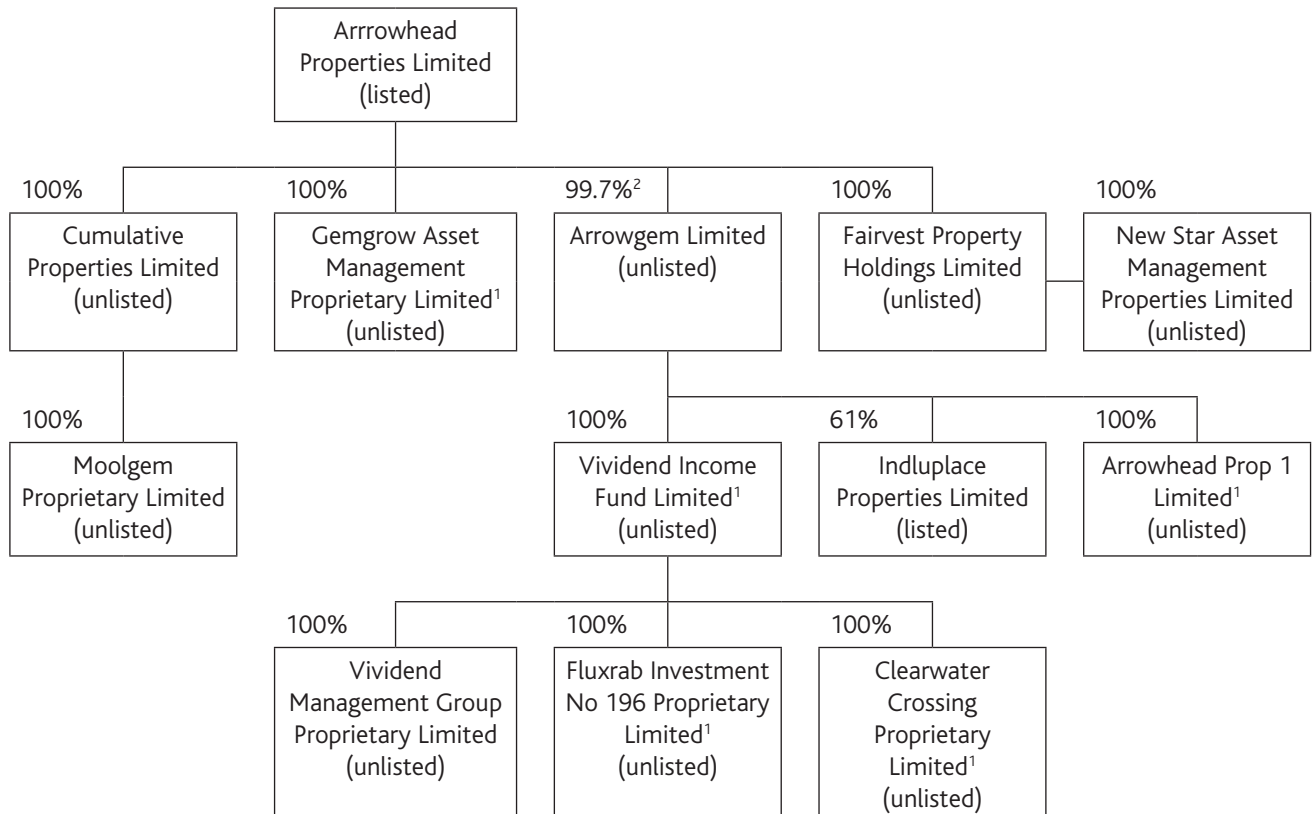 Arrrowhead
Properties Limited
(listed)
100%
100%
99.7%²
100%
100%
Cumulative
Properties Limited
(unlisted)
Gemgrow Asset
Management
Proprietary Limited¹
(unlisted)
Arrowgem Limited
(unlisted)
Fairvest Property
Holdings Limited
(unlisted)
New Star Asset
Management
Properties Limited
(unlisted)
100%
100%
61%
100%
Moolgem
Proprietary Limited
(unlisted)
Vividend Income
Fund Limited¹
(unlisted)
Indluplace
Properties Limited
(listed)
Arrowhead Prop 1
Limited¹
(unlisted)
100%
100%
100%
Vividend
Management Group
Proprietary Limited
(unlisted)
Fluxrab Investment
No 196 Proprietary
Limited¹
(unlisted)
Clearwater
Crossing
Proprietary
Limited¹
(unlisted)